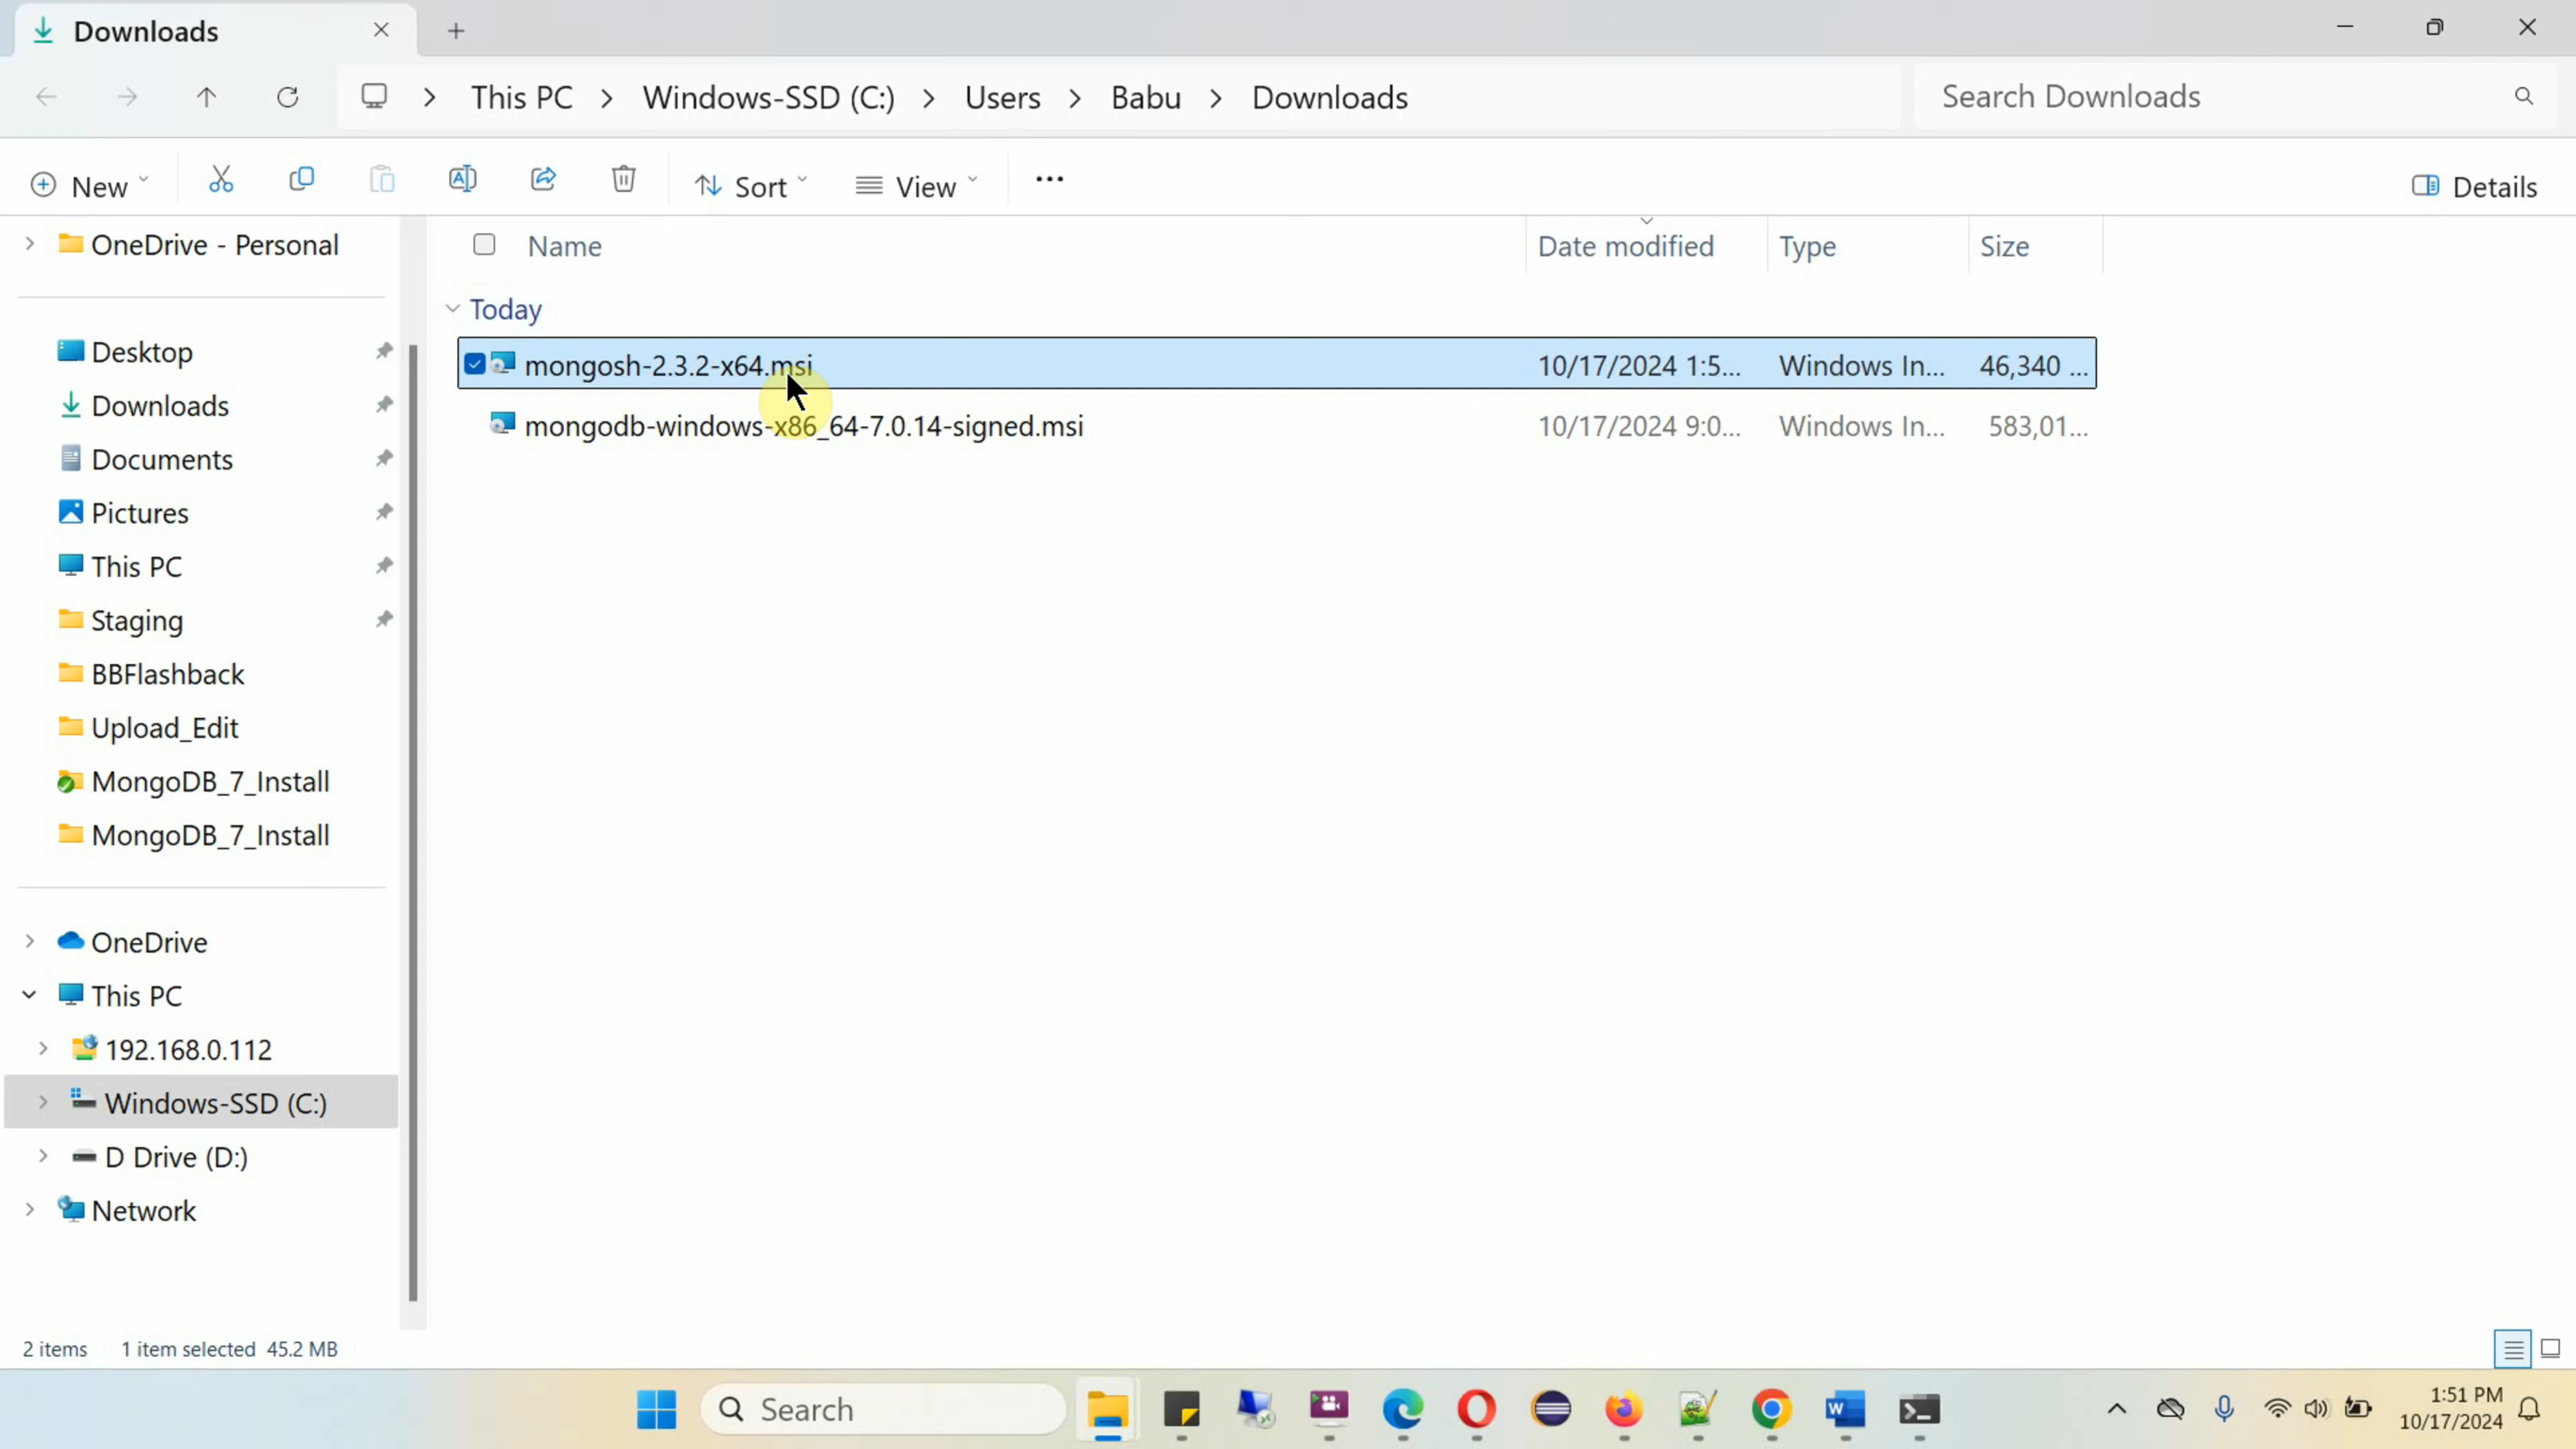 Downloads
This PC > Windows-SSD (C:) > Users > Babu > Downloads
Search Downloads
New
Sort
View
Details
OneDrive - Personal
Desktop
Downloads
Documents
Pictures
This PC
Staging
BBFlashback
Upload_Edit
MongoDB_7_Install
MongoDB_7_Install
OneDrive
This PC
192.168.0.112
Windows-SSD (C:)
D Drive (D:)
Network
Name Date modified Type Size
Today
mongosh-2.3.2-x64.msi 10/17/2024 1:5... Windows In... 46,340 ...
mongodb-windows-x86_64-7.0.14-signed.msi 10/17/2024 9:0... Windows In... 583,01...
2 items 1 item selected 45.2 MB
Search
1:51 PM
10/17/2024